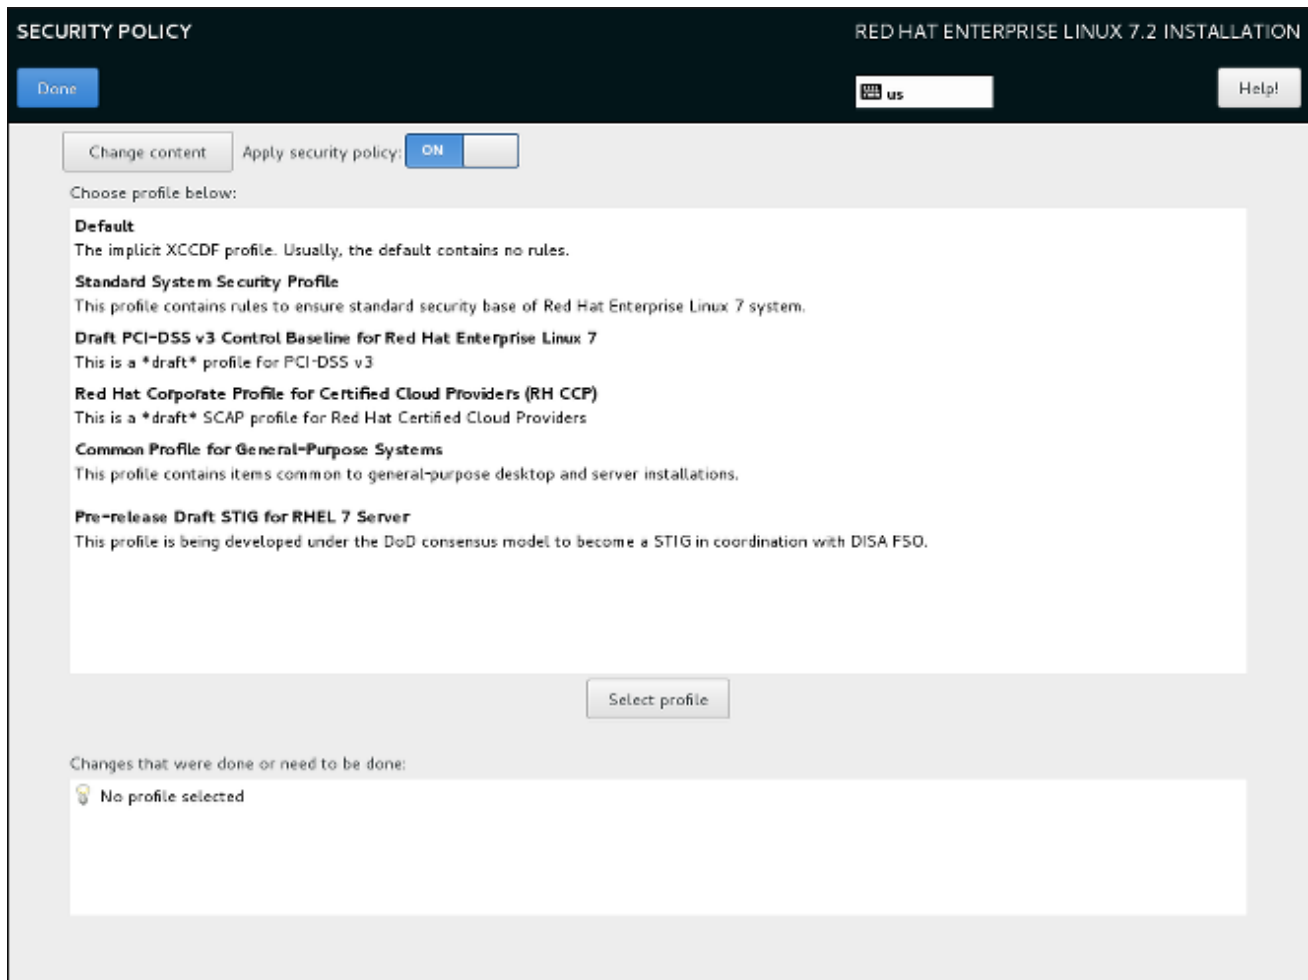 SECURITY POLICY
RED HAT ENTERPRISE LINUX 7.2 INSTALLATION
Done
us
Help!
Change content
Apply security policy:
ON
Choose profile below:
Default
The implicit XCCDF profile. Usually, the default contains no rules.
Standard System Security Profile
This profile contains rules to ensure standard security base of Red Hat Enterprise Linux 7 system.
Draft PCI-DSS v3 Control Baseline for Red Hat Enterprise Linux 7
This is a *draft* profile for PCI-DSS v3
Red Hat Corporate Profile for Certified Cloud Providers (RH CCP)
This is a *draft* SCAP profile for Red Hat Certified Cloud Providers
Common Profile for General-Purpose Systems
This profile contains items common to general-purpose desktop and server installations.
Pre-release Draft STIG for RHEL 7 Server
This profile is being developed under the DoD consensus model to become a STIG in coordination with DISA FSO.
Select profile
Changes that were done or need to be done:
No profile selected